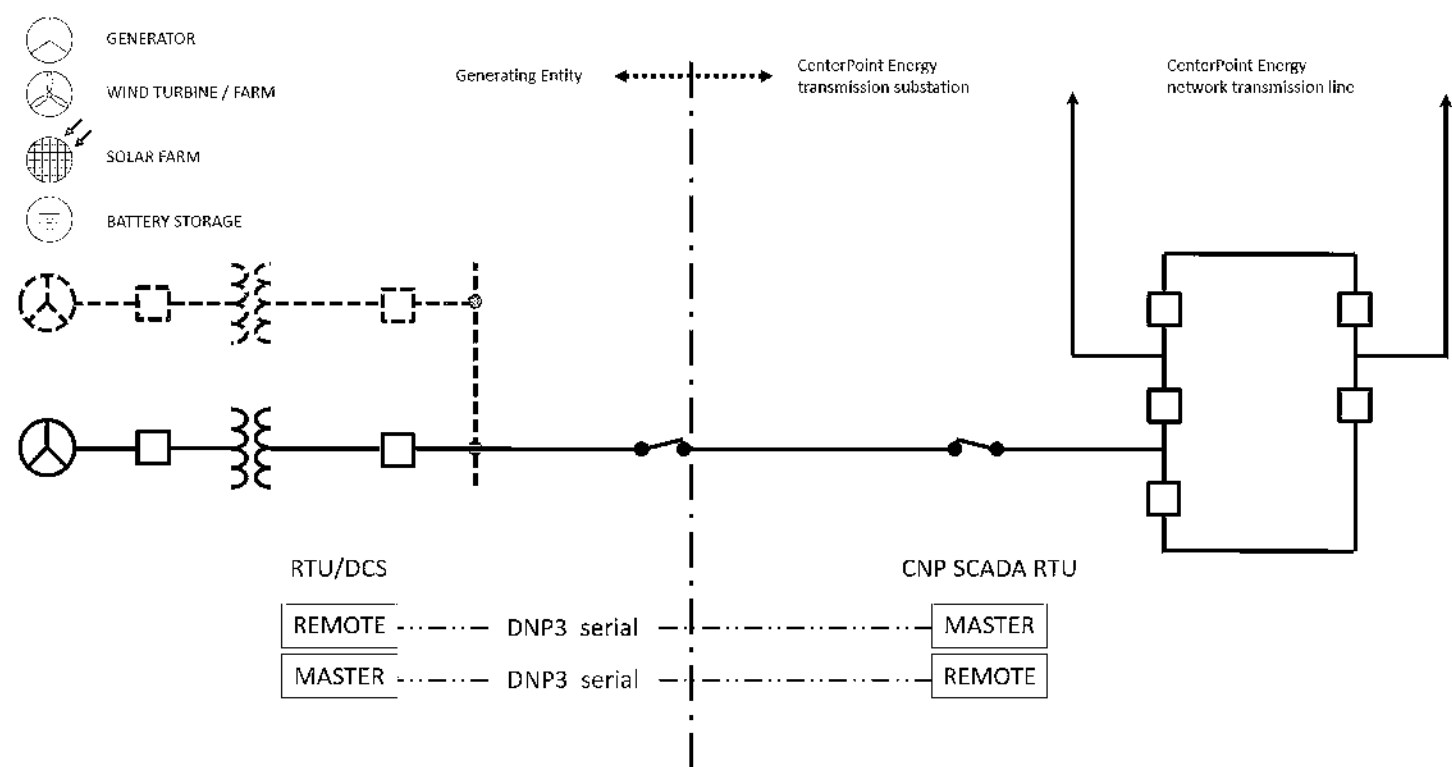 GENERATOR
WIND TURBINE / FARM
SOLAR FARM
BATTERY STORAGE
Generating Entity
CenterPoint Energy
transmission substation
CenterPoint Energy
network transmission line
RTU/DCS
CNP SCADA RTU
REMOTE
DNP3 serial
MASTER
MASTER
DNP3 serial
REMOTE